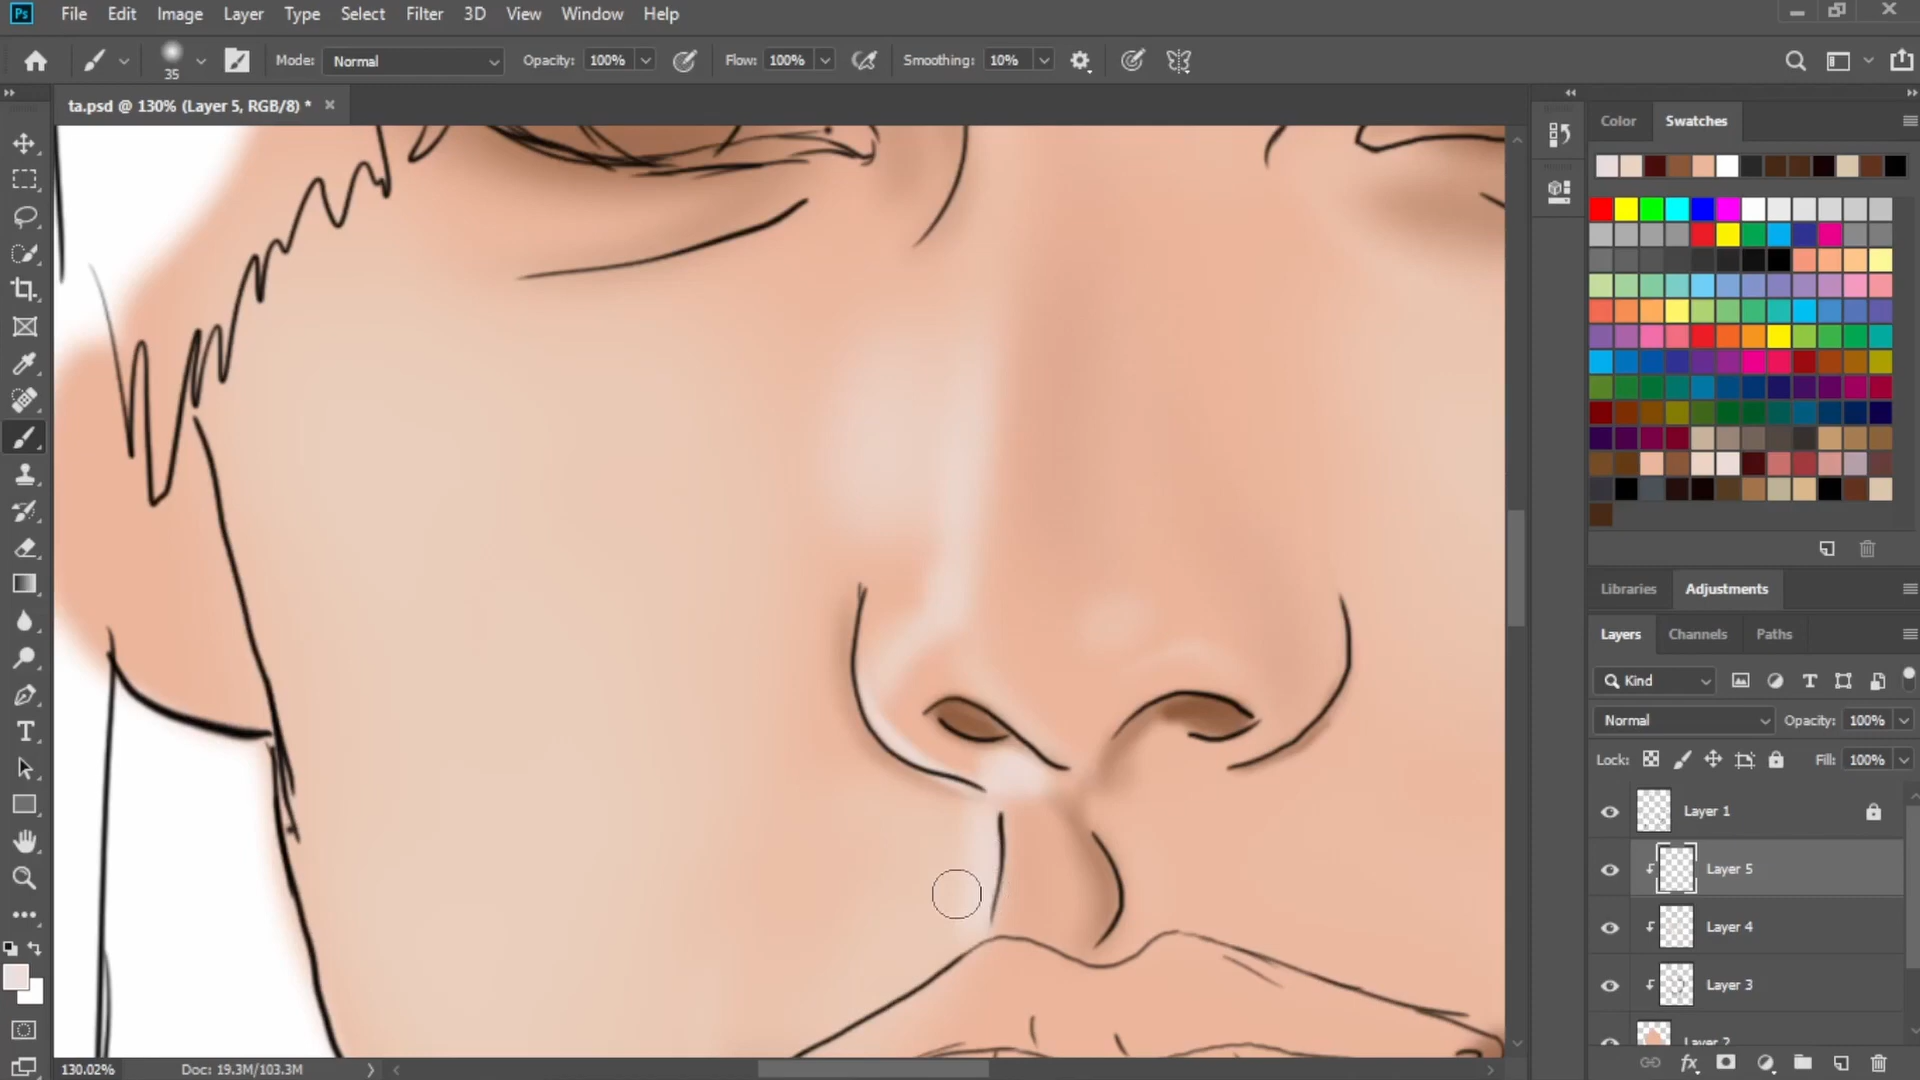 Ps File Edit Image Layer Type Select Filter 3D View Window Help
35 Mode: Normal Opacity: 100% Flow: 100% Smoothing: 10%
ta.psd @ 130% (Layer 5, RGB/8) *
Color Swatches
Libraries Adjustments
Layers Channels Paths
Kind
Normal Opacity: 100%
Lock: Fill: 100%
Layer 1
Layer 5
Layer 4
Layer 3
Layer 2
130.02% Doc: 19.3M/103.3M